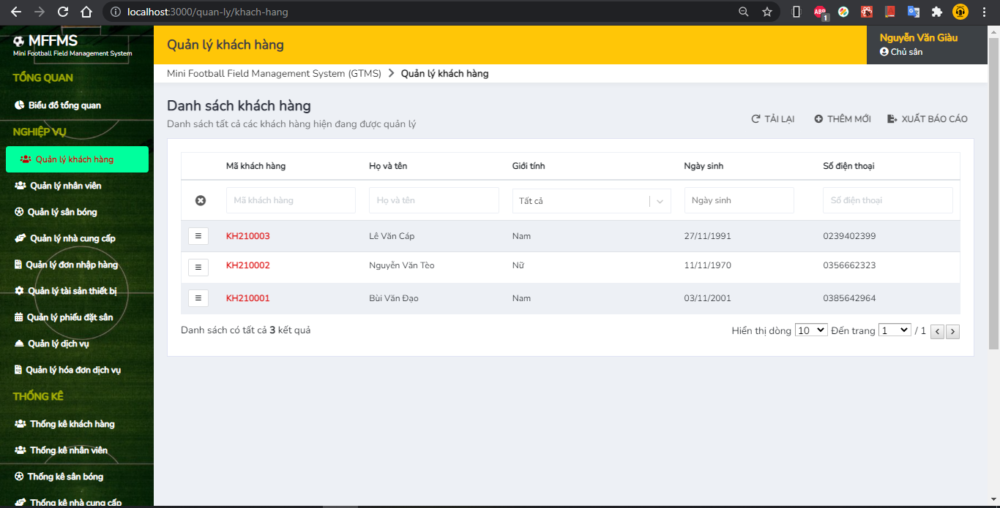 localhost:3000/quan-ly/khach-hang
ABP
1
MFFMS
Mini Football Field Management System
TỔNG QUAN
Biểu đồ tổng quan
NGHIỆP VỤ
Quản lý khách hàng
Quản lý nhân viên
Quản lý sân bóng
Quản lý nhà cung cấp
Quản lý đơn nhập hàng
Quản lý tài sản thiết bị
Quản lý phiếu đặt sân
Quản lý dịch vụ
Quản lý hóa đơn dịch vụ
THỐNG KÊ
Thống kê khách hàng
Thống kê nhân viên
Thống kê sân bóng
Thống kê nhà cung cấp
Quản lý khách hàng
Nguyễn Văn Giàu
Chủ sân
Mini Football Field Management System (GTMS) Quản lý khách hàng
Danh sách khách hàng
Danh sách tất cả các khách hàng hiện đang được quản lý
TẢI LẠI THÊM MỚI XUẤT BÁO CÁO
Mã khách hàng Họ và tên Giới tính Ngày sinh Số điện thoại
Mã khách hàng Họ và tên Tất cả Ngày sinh Số điện thoại
KH210003 Lê Văn Cáp Nam 27/11/1991 0239402399
KH210002 Nguyễn Văn Tèo Nữ 11/11/1970 0356662323
KH210001 Bùi Văn Đạo Nam 03/11/2001 0385642964
Danh sách có tất cả 3 kết quả
Hiển thị dòng 10 Đến trang 1 / 1